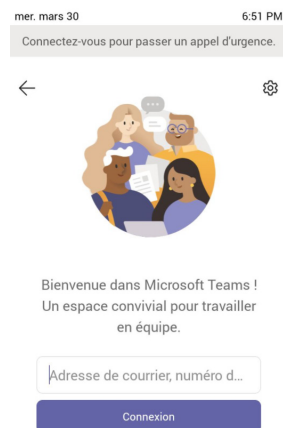 mer. mars 30 6:51 PM
Connectez-vous pour passer un appel d'urgence.
Bienvenue dans Microsoft Teams !
Un espace convivial pour travailler
en équipe.
Adresse de courrier, numéro d...
Connexion